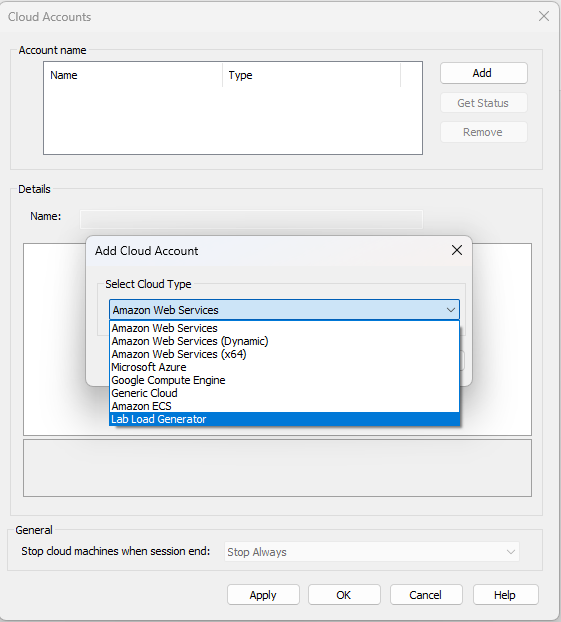 Cloud Accounts
Account name
Name Type
Add
Get Status
Remove
Details
Name:
Add Cloud Account
Select Cloud Type
Amazon Web Services
Amazon Web Services
Amazon Web Services (Dynamic)
Amazon Web Services (x64)
Microsoft Azure
Google Compute Engine
Generic Cloud
Amazon ECS
Lab Load Generator
General
Stop cloud machines when session end: Stop Always
Apply OK Cancel Help